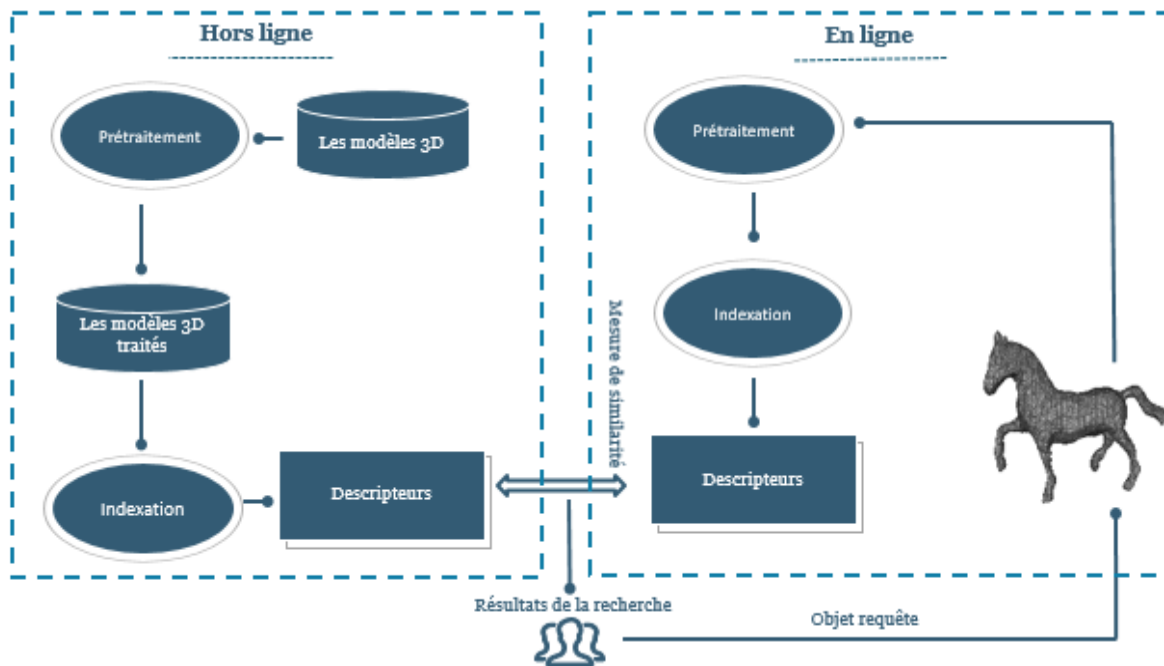 Hors ligne
Prétraitement
Les modèles 3D
Les modèles 3D
traités
Indexation
Descripteurs
Mesure de similarité
En ligne
Prétraitement
Indexation
Descripteurs
Résultats de la recherche
Objet requête